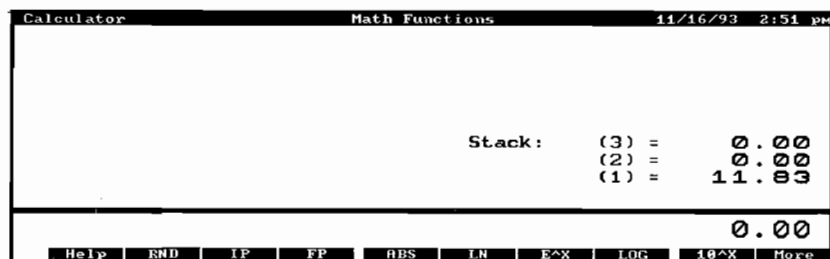 Calculator Math Functions 11/16/93 2:51 PM
Stack: (3) = 0.00
(2) = 0.00
(1) = 11.83
0.00
Help RND IP FP ABS LN E^X LOG 10^X More